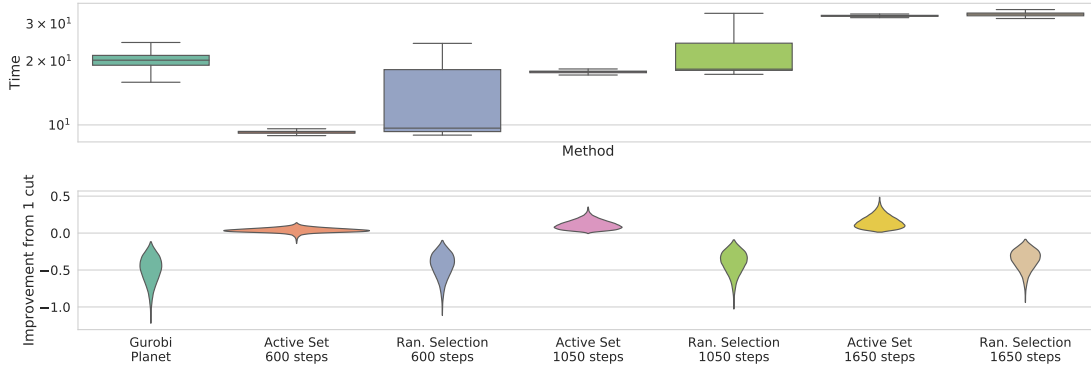 Time
3 × 10¹
2 × 10¹
10¹
Method
Improvement from 1 cut
0.5
0.0
−0.5
−1.0
Gurobi
Planet
Active Set
600 steps
Ran. Selection
600 steps
Active Set
1050 steps
Ran. Selection
1050 steps
Active Set
1650 steps
Ran. Selection
1650 steps